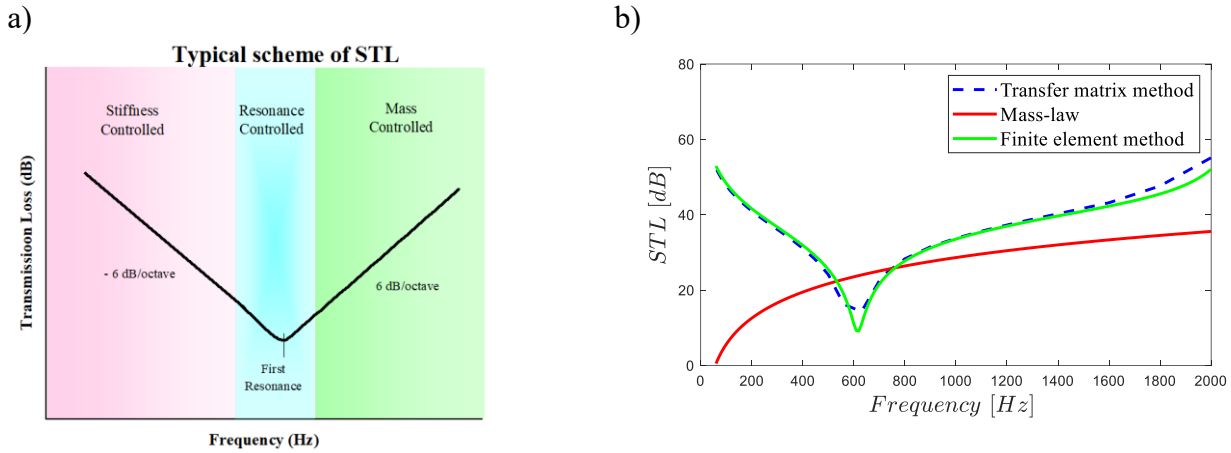 a)
Typical scheme of STL
Stiffness
Controlled
Resonance
Controlled
Mass
Controlled
- 6 dB/octave
6 dB/octave
First
Resonance
Transmissioon Loss (dB)
Frequency (Hz)
b)
80
60
40
20
0
STL [dB]
Transfer matrix method
Mass-law
Finite element method
0 200 400 600 800 1000 1200 1400 1600 1800 2000
Frequency [Hz]